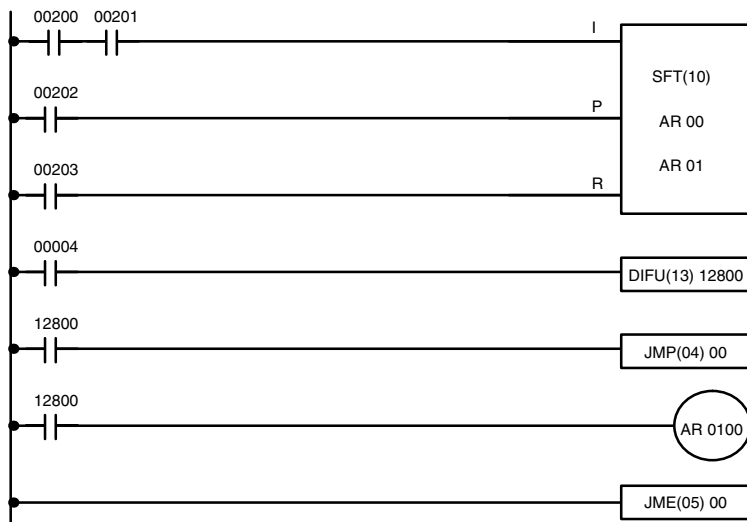 00200 00201
I
SFT(10)
00202
P
AR 00
AR 01
00203
R
00004
DIFU(13) 12800
12800
JMP(04) 00
12800
AR 0100
JME(05) 00